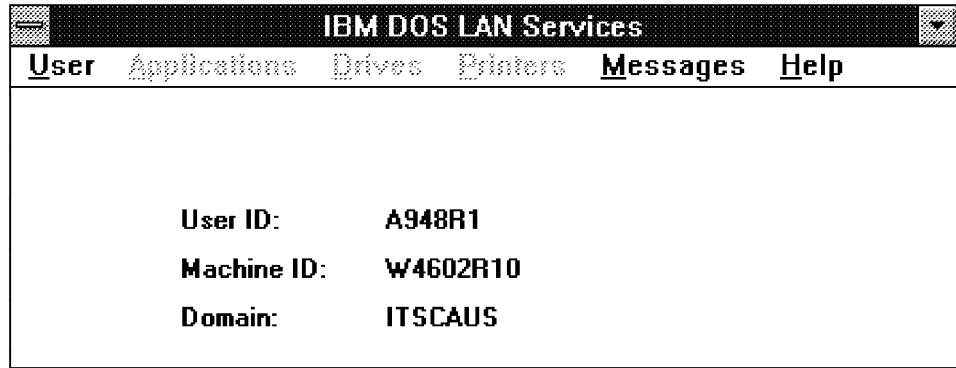 IBM DOS LAN Services
User Applications Drives Printers Messages Help
User ID: A948R1
Machine ID: W4602R10
Domain: ITSCAUS